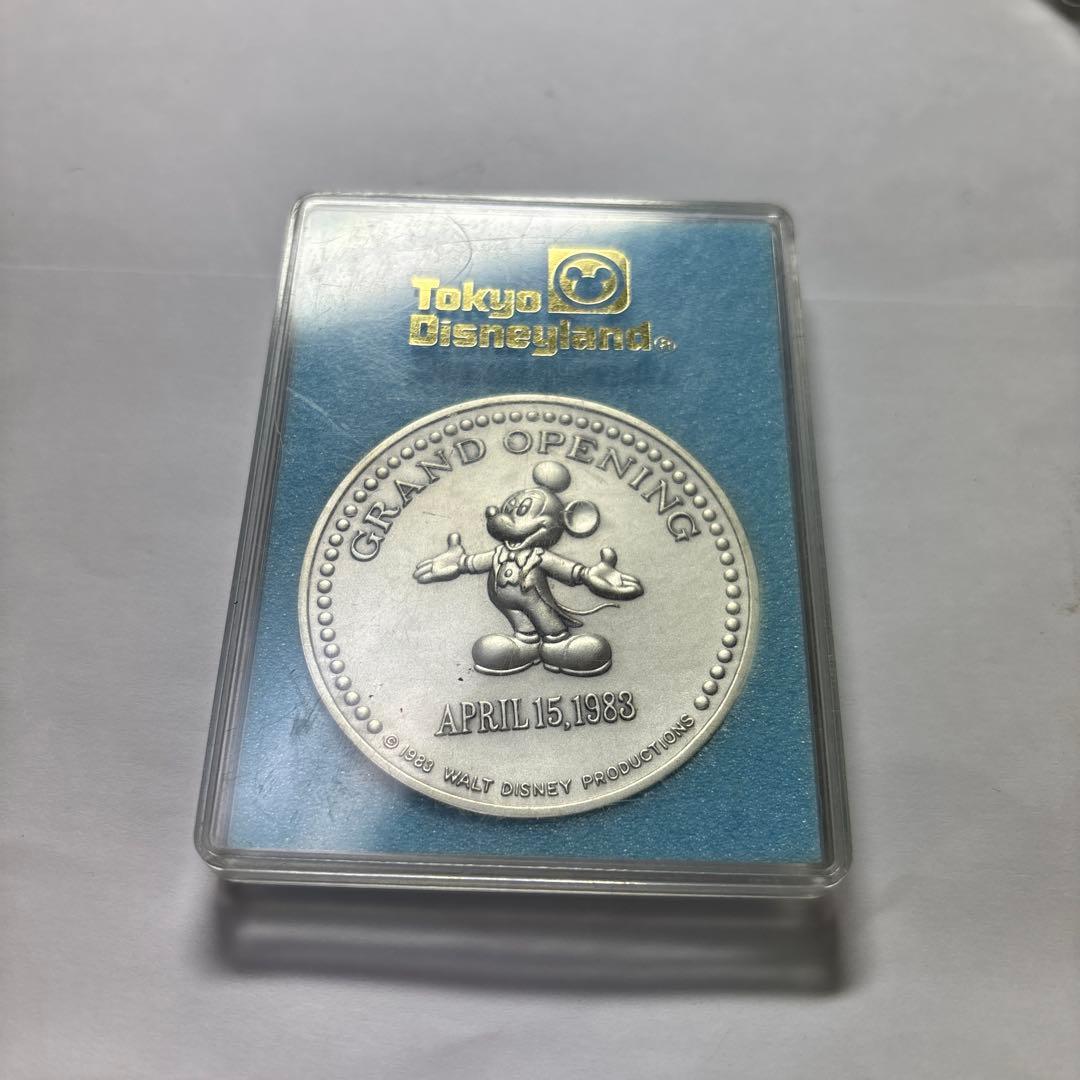 Tokyo
Disneyland®
GRAND OPENING
APRIL 15, 1983
© 1983 WALT DISNEY PRODUCTIONS